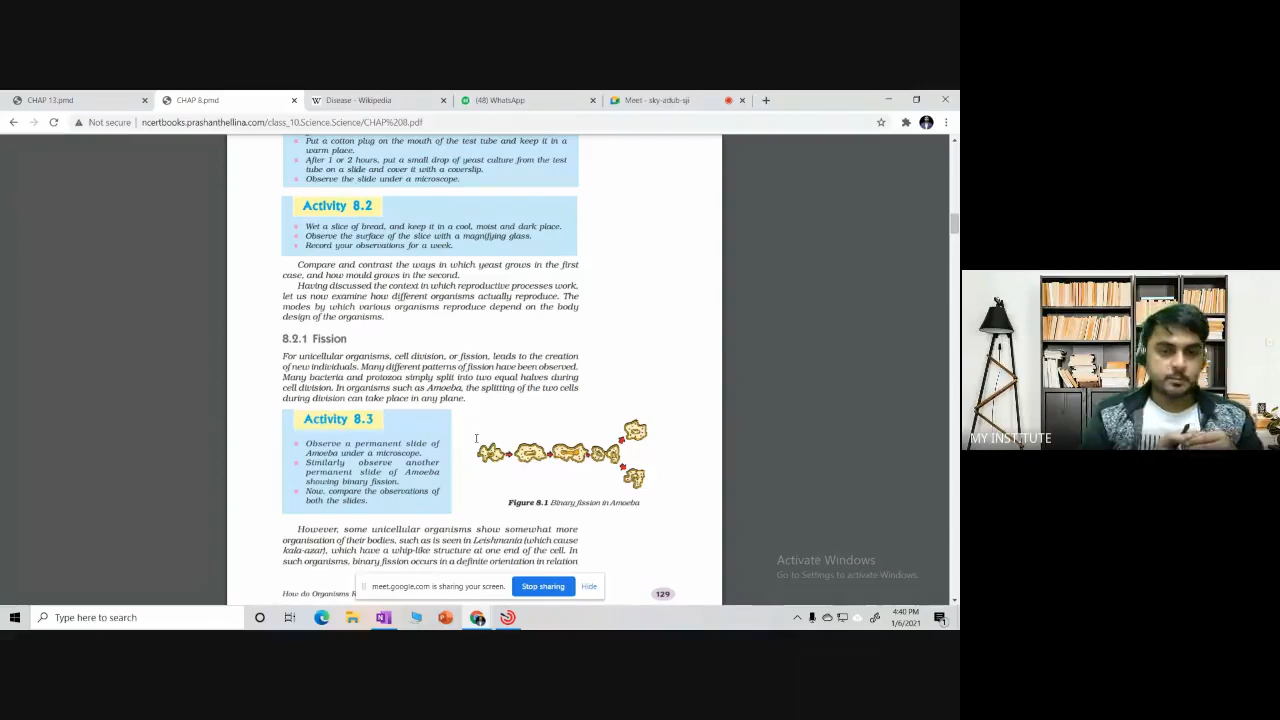 CHAP 13.pmd
CHAP 8.pmd
Disease - Wikipedia
(48) WhatsApp
Meet - sky-adub-sji
Not secure
ncertbooks.prashanthellina.com/class_10.Science.Science/CHAP%208.pdf
Put a cotton plug on the mouth of the test tube and keep it in a
warm place.
After 1 or 2 hours, put a small drop of yeast culture from the test
tube on a slide and cover it with a coverslip.
Observe the slide under a microscope.
Activity 8.2
Wet a slice of bread, and keep it in a cool, moist and dark place.
Observe the surface of the slice with a magnifying glass.
Record your observations for a week.
Compare and contrast the ways in which yeast grows in the first
case, and how mould grows in the second.
Having discussed the context in which reproductive processes work,
let us now examine how different organisms actually reproduce. The
modes by which various organisms reproduce depend on the body
design of the organisms.
8.2.1 Fission
For unicellular organisms, cell division, or fission, leads to the creation
of new individuals. Many different patterns of fission have been observed.
Many bacteria and protozoa simply split into two equal halves during
cell division. In organisms such as Amoeba, the splitting of the two cells
during division can take place in any plane.
Activity 8.3
Observe a permanent slide of
Amoeba under a microscope.
Similarly observe another
permanent slide of Amoeba
showing binary fission.
Now, compare the observations of
both the slides.
Figure 8.1 Binary fission in Amoeba
However, some unicellular organisms show somewhat more
organisation of their bodies, such as is seen in Leishmania (which cause
kala-azar), which have a whip-like structure at one end of the cell. In
such organisms, binary fission occurs in a definite orientation in relation
How do Organisms R
129
meet.google.com is sharing your screen.
Stop sharing
Hide
Activate Windows
Go to Settings to activate Windows.
Type here to search
4:40 PM
1/6/2021
MY INSTITUTE